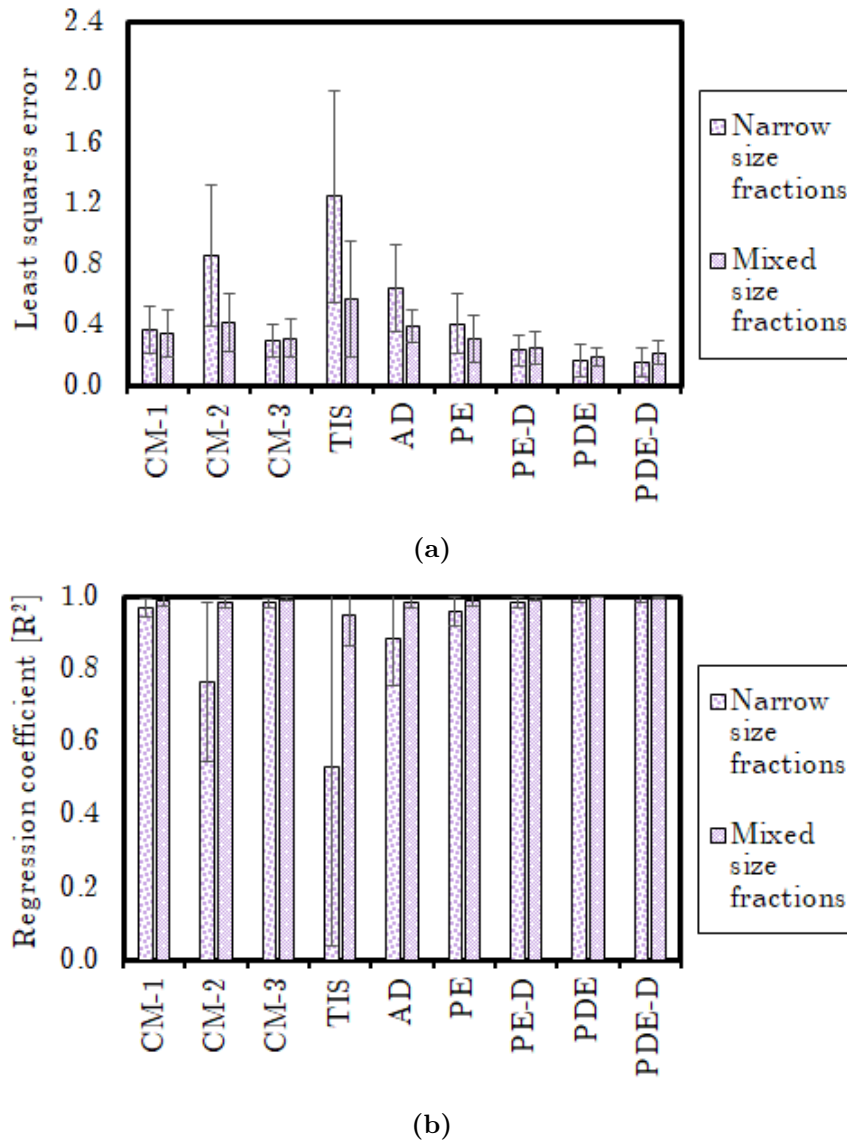 Least squares error
2.4
2.0
1.6
1.2
0.8
0.4
0.0
CM-1
CM-2
CM-3
TIS
AD
PE
PE-D
PDE
PDE-D
Narrow
size
fractions
Mixed
size
fractions
(a)
Regression coefficient [R²]
1.0
0.8
0.6
0.4
0.2
0.0
CM-1
CM-2
CM-3
TIS
AD
PE
PE-D
PDE
PDE-D
Narrow
size
fractions
Mixed
size
fractions
(b)